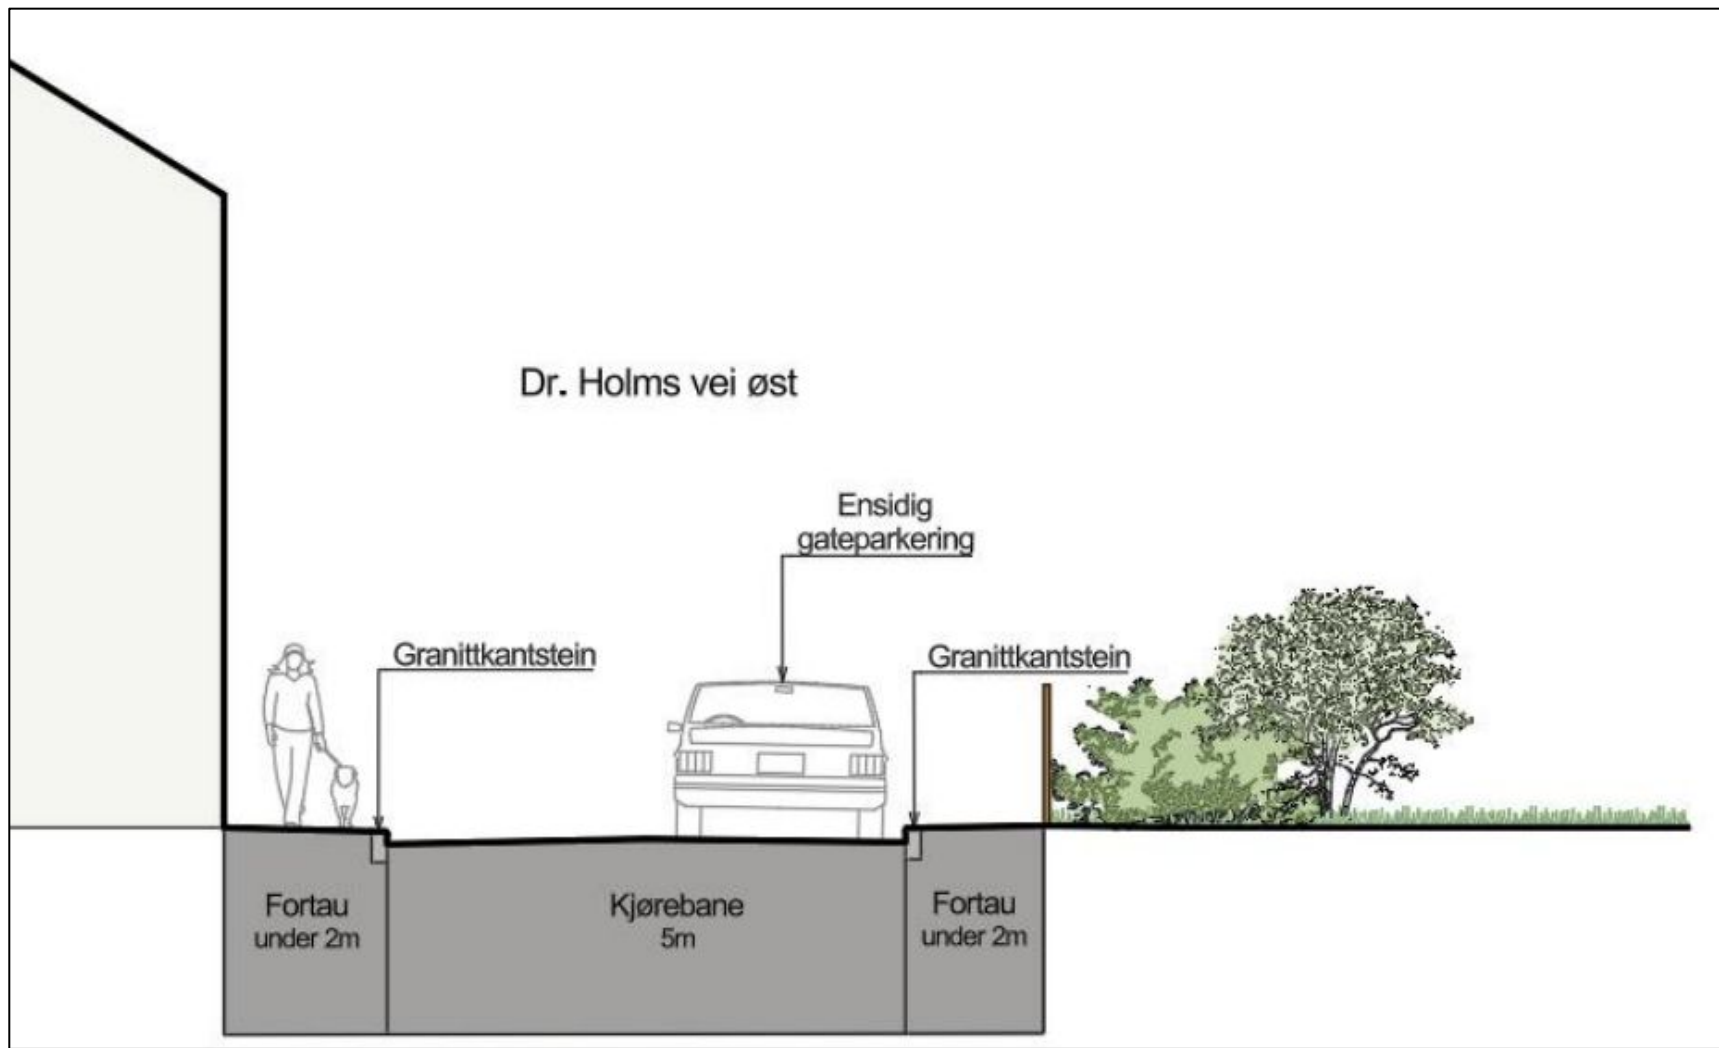 Dr. Holms vei øst
Ensidig
gateparkering
Granittkantstein
Granittkantstein
Fortau
under 2m
Kjørebane
5m
Fortau
under 2m